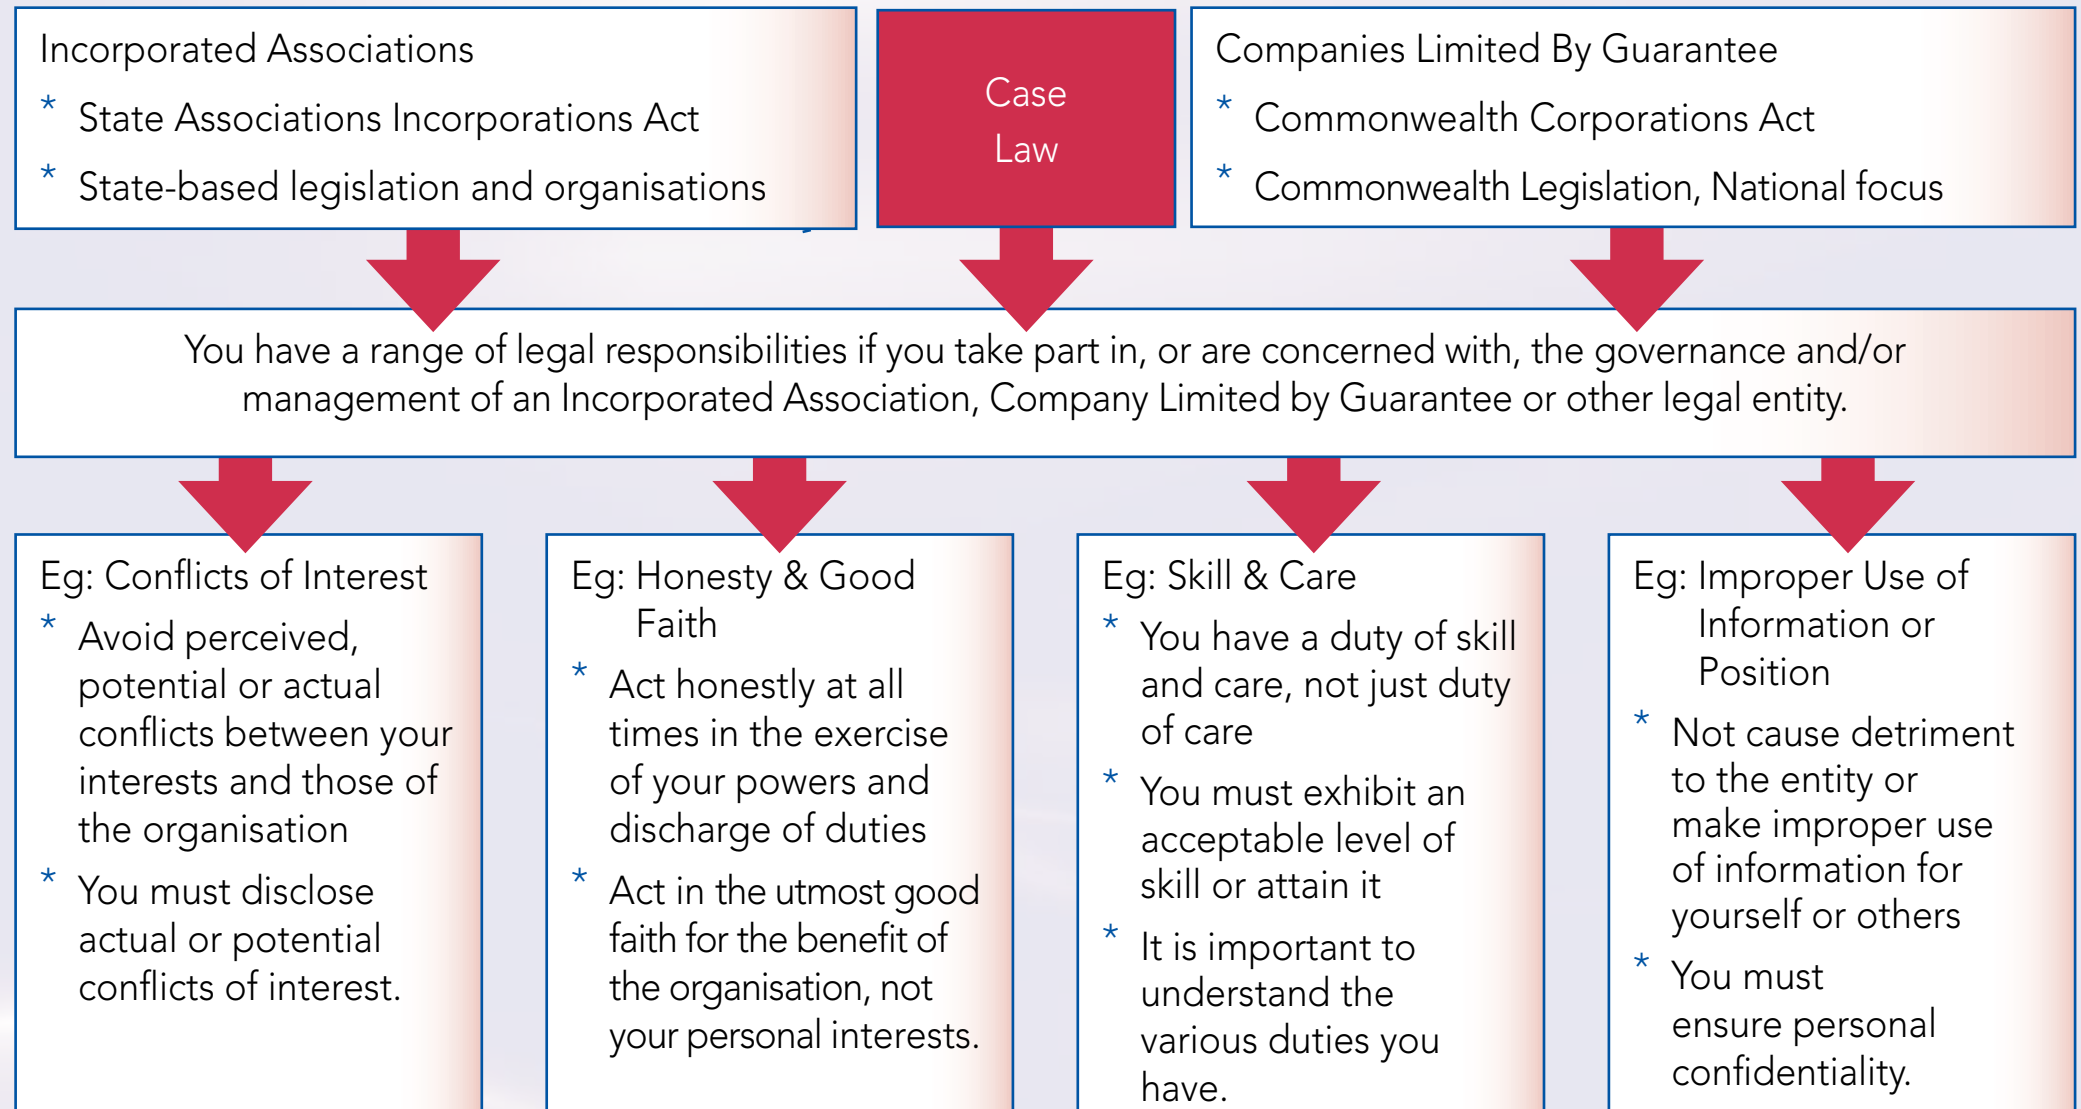 Incorporated Associations
* State Associations Incorporations Act
* State-based legislation and organisations
Case
Law
Companies Limited By Guarantee
* Commonwealth Corporations Act
* Commonwealth Legislation, National focus
You have a range of legal responsibilities if you take part in, or are concerned with, the governance and/or
management of an Incorporated Association, Company Limited by Guarantee or other legal entity.
Eg: Conflicts of Interest
* Avoid perceived,
potential or actual
conflicts between your
interests and those of
the organisation
* You must disclose
actual or potential
conflicts of interest.
Eg: Honesty & Good
Faith
* Act honestly at all
times in the exercise
of your powers and
discharge of duties
* Act in the utmost good
faith for the benefit of
the organisation, not
your personal interests.
Eg: Skill & Care
* You have a duty of skill
and care, not just duty
of care
* You must exhibit an
acceptable level of
skill or attain it
* It is important to
understand the
various duties you
have.
Eg: Improper Use of
Information or
Position
* Not cause detriment
to the entity or
make improper use
of information for
yourself or others
* You must
ensure personal
confidentiality.